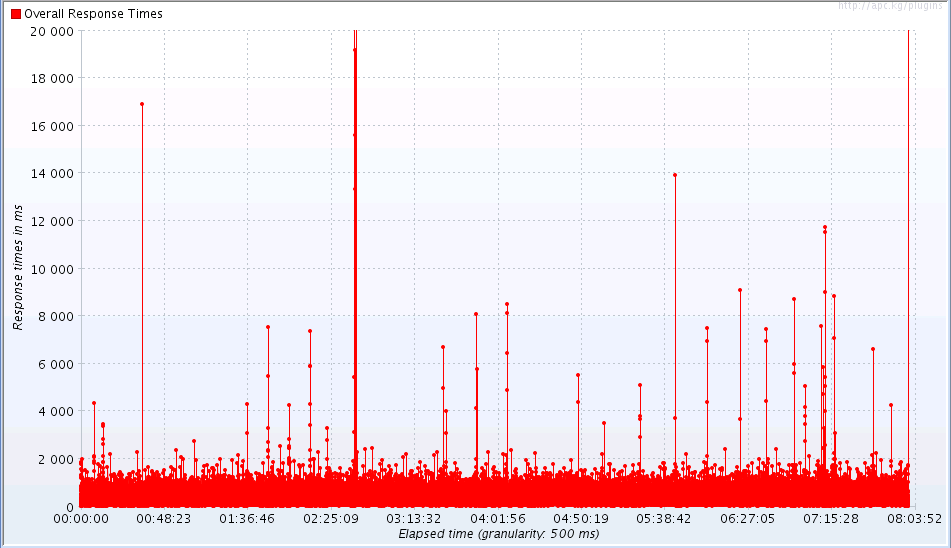 http://apc.kg/plugins
Overall Response Times
20 000
18 000
16 000
14 000
12 000
10 000
8 000
6 000
4 000
2 000
0
Response times in ms
00:00:00 00:48:23 01:36:46 02:25:09 03:13:32 04:01:56 04:50:19 05:38:42 06:27:05 07:15:28 08:03:52
Elapsed time (granularity: 500 ms)